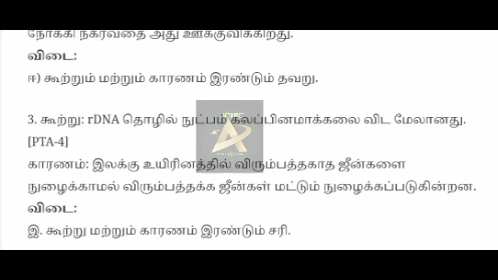 நோக்கி நகர்வதை அது ஊக்குவிக்கிறது.
விடை:
ஈ) கூற்றும் மற்றும் காரணம் இரண்டும் தவறு.
3. கூற்று: rDNA தொழில் நுட்பம் கலப்பினமாக்கலை விட மேலானது.
[PTA-4]
காரணம்: இலக்கு உயிரினத்தில் விரும்பத்தகாத ஜீன்களை
நுழைக்காமல் விரும்பத்தக்க ஜீன்கள் மட்டும் நுழைக்கப்படுகின்றன.
விடை:
இ. கூற்று மற்றும் காரணம் இரண்டும் சரி.